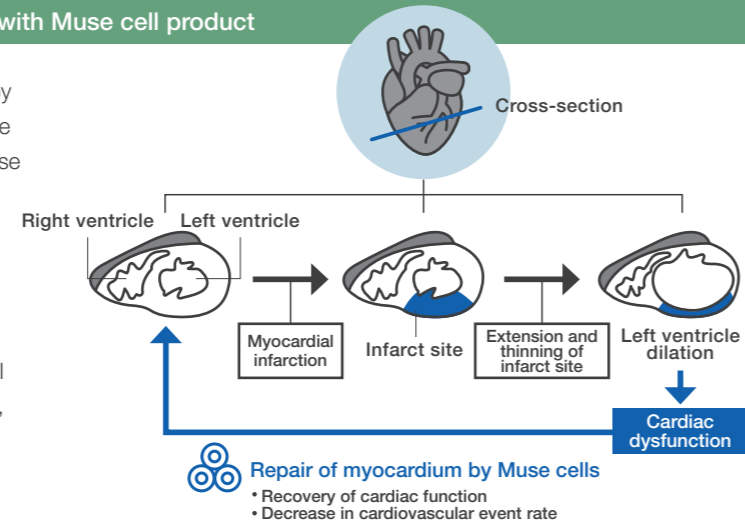 with Muse cell product
Cross-section
Right ventricle
Left ventricle
Myocardial
infarction
Infarct site
Extension and
thinning of
infarct site
Left ventricle
dilation
Cardiac
dysfunction
Repair of myocardium by Muse cells
• Recovery of cardiac function
• Decrease in cardiovascular event rate